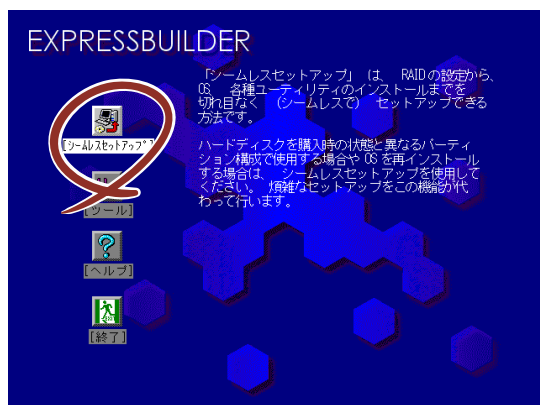 EXPRESSBUILDER
「シームレスセットアップ」 は、 RAIDの設定から、
OS、 各種ユーティリティのインストールまでを
切れ目なく （シームレスで） セットアップできる
方法です。
ハードディスクを購入時の状態と異なるパーティ
ション構成で使用する場合や OS を再インストール
する場合は、 シームレスセットアップを使用して
ください。 煩雑なセットアップをこの機能が代
わって行います。
[シームレスセットアップ]
[ツール]
[ヘルプ]
[終了]